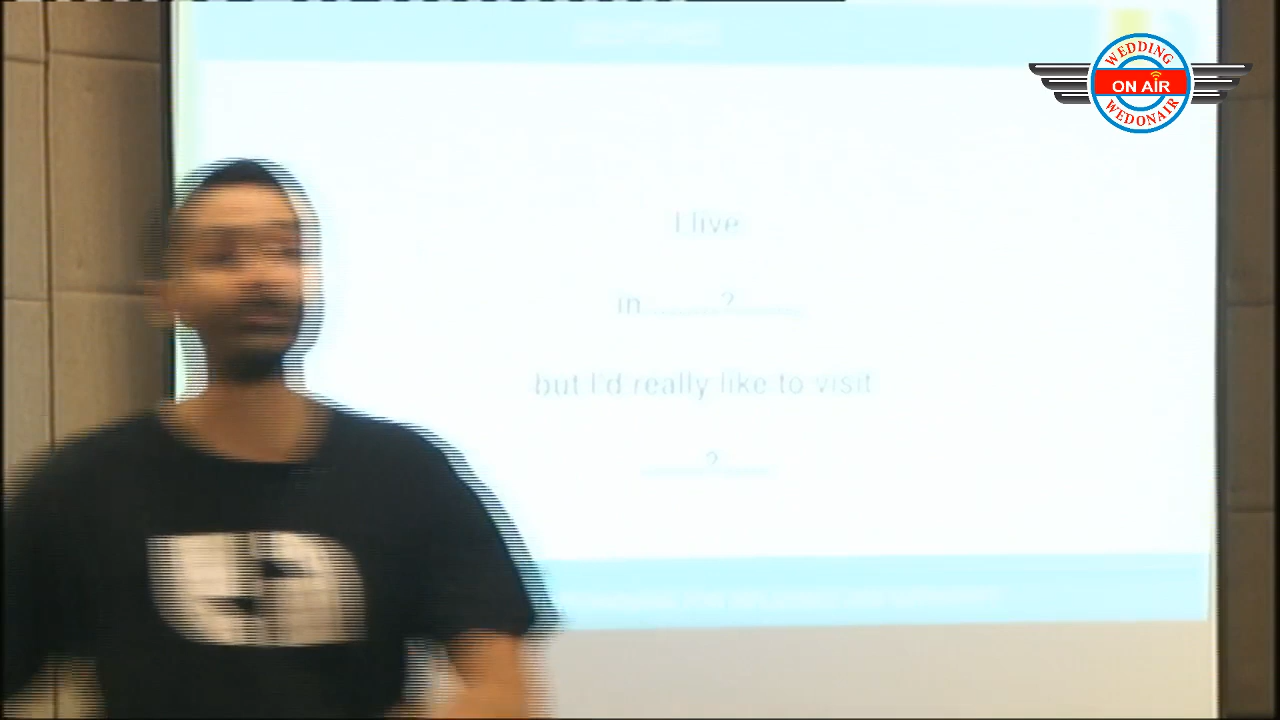 WEDDING
ON AIR
WEDONAIR
I live
in ........?........
but I'd really like to visit
........?........